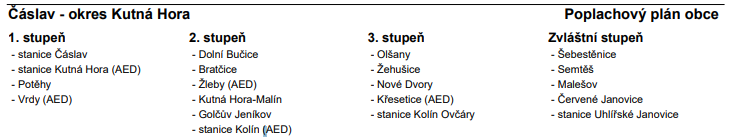 Čáslav - okres Kutná Hora Poplachový plán obce
1. stupeň
- stanice Čáslav
- stanice Kutná Hora (AED)
- Potěhy
- Vrdy (AED)
2. stupeň
- Dolní Bučice
- Bratčice
- Žleby (AED)
- Kutná Hora-Malín
- Golčův Jeníkov
- stanice Kolín (AED)
3. stupeň
- Olšany
- Žehušice
- Nové Dvory
- Křesetice (AED)
- stanice Kolín Ovčáry
Zvláštní stupeň
- Šebestěnice
- Semtěš
- Malešov
- Červené Janovice
- stanice Uhlířské Janovice